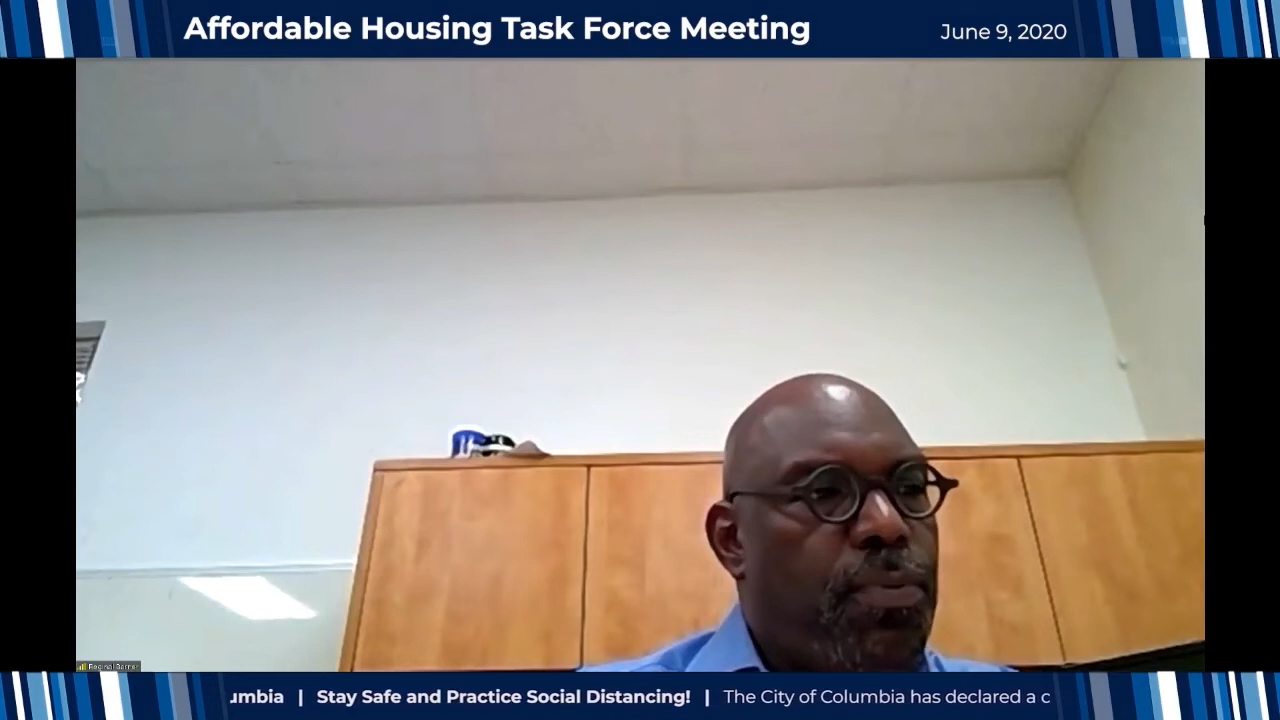 Affordable Housing Task Force Meeting
June 9, 2020
umbia | Stay Safe and Practice Social Distancing! | The City of Columbia has declared a c